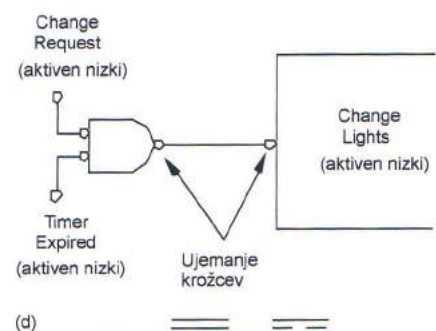 Change
Request
(aktiven nizki)
Change
Lights
(aktiven nizki)
Timer
Expired
(aktiven nizki)
Ujemanje
krožcev
(d)